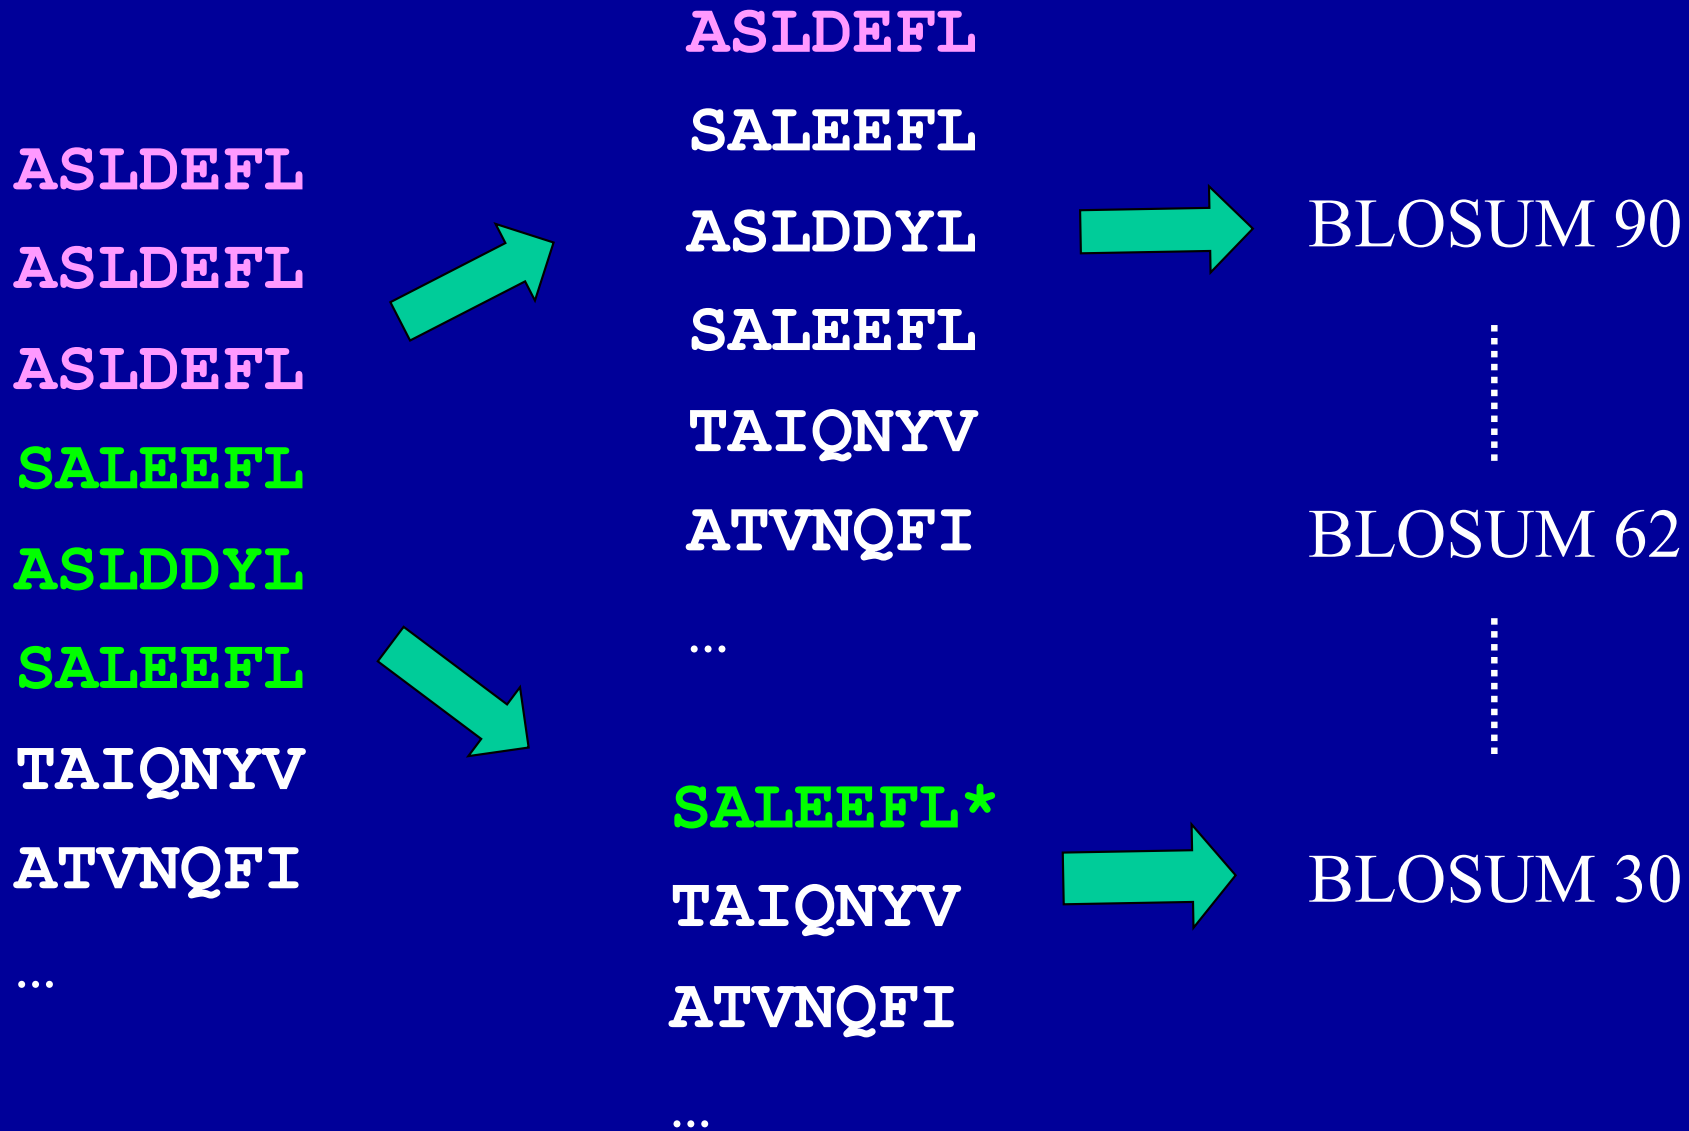 ASLDEFL
ASLDEFL
ASLDEFL
SALEEFL
ASLDDYL
SALEEFL
TAIQNYV
ATVNQFI
...
ASLDEFL
SALEEFL
ASLDDYL
SALEEFL
TAIQNYV
ATVNQFI
...
SALEEFL*
TAIQNYV
ATVNQFI
...
BLOSUM 90
BLOSUM 62
BLOSUM 30